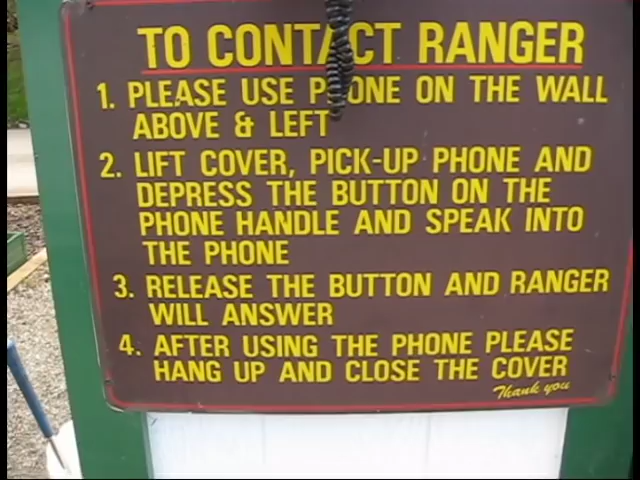 TO CONTACT RANGER
1. PLEASE USE PHONE ON THE WALL
ABOVE & LEFT
2. LIFT COVER, PICK-UP PHONE AND
DEPRESS THE BUTTON ON THE
PHONE HANDLE AND SPEAK INTO
THE PHONE
3. RELEASE THE BUTTON AND RANGER
WILL ANSWER
4. AFTER USING THE PHONE PLEASE
HANG UP AND CLOSE THE COVER
Thank you